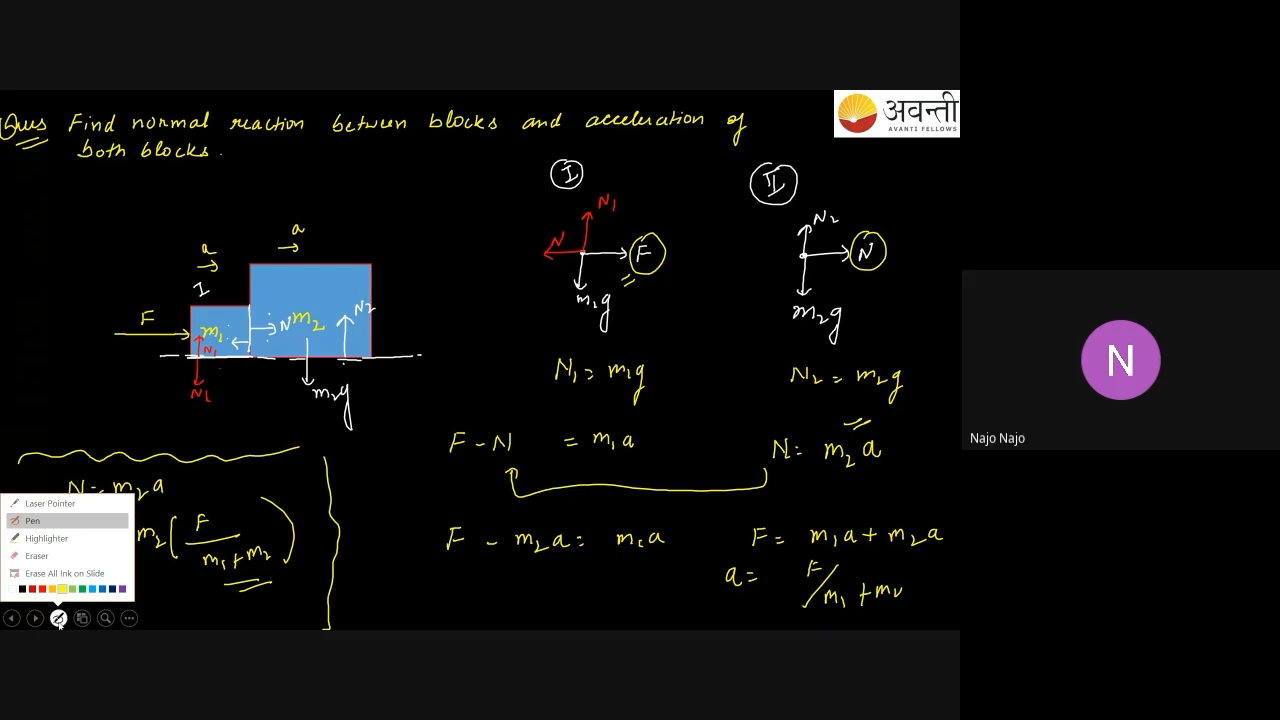 Ques Find normal reaction between blocks and acceleration of
both blocks.
अवन्ती
AVANTI FELLOWS
I
II
N1
N
F
m1g
N2
N
m2g
a
a
I
F
m1
N
m2
N2
N1
N1
m2g
N1 = m1g
N2 = m2g
F - N = m1a
N = m2a
N = m2a
m2 ( F / m1 + m2 )
F - m2a = m1a
F = m1a + m2a
a = F / m1 + m2
Laser Pointer
Pen
Highlighter
Eraser
Erase All Ink on Slide
N
Najo Najo